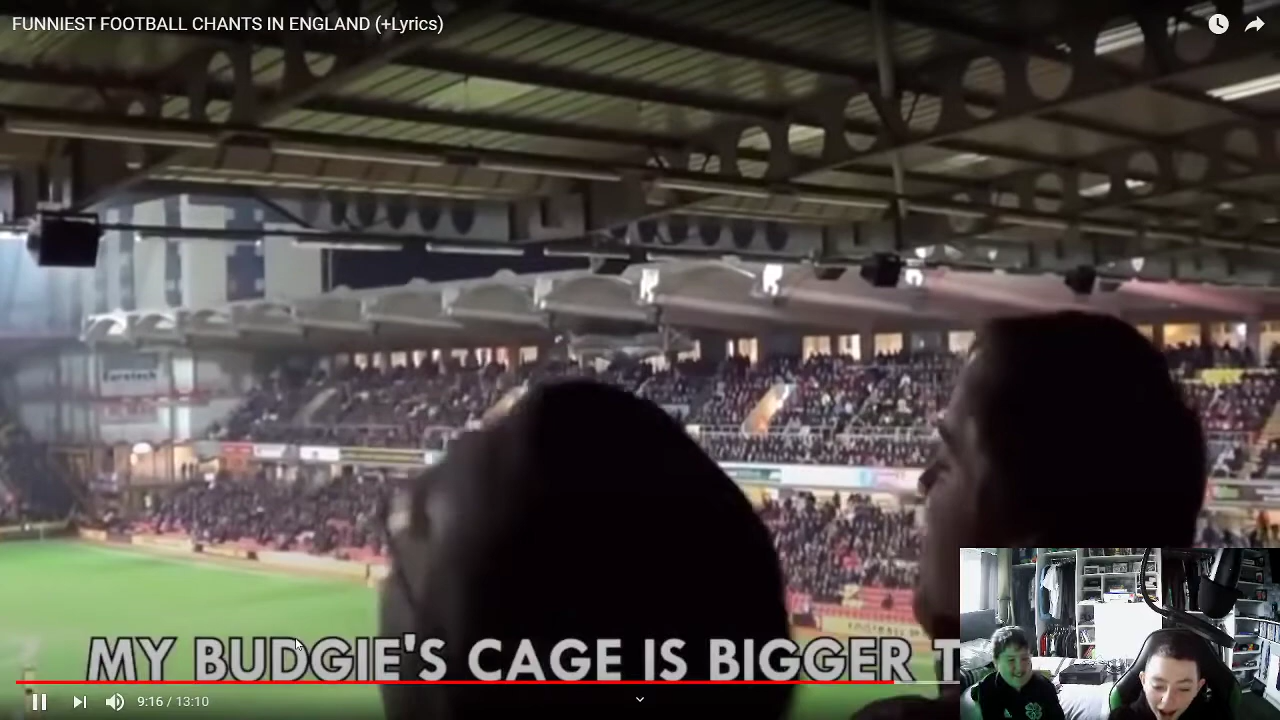 FUNNIEST FOOTBALL CHANTS IN ENGLAND (+Lyrics)
MY BUDGIE'S CAGE IS BIGGER T
9:16 / 13:10